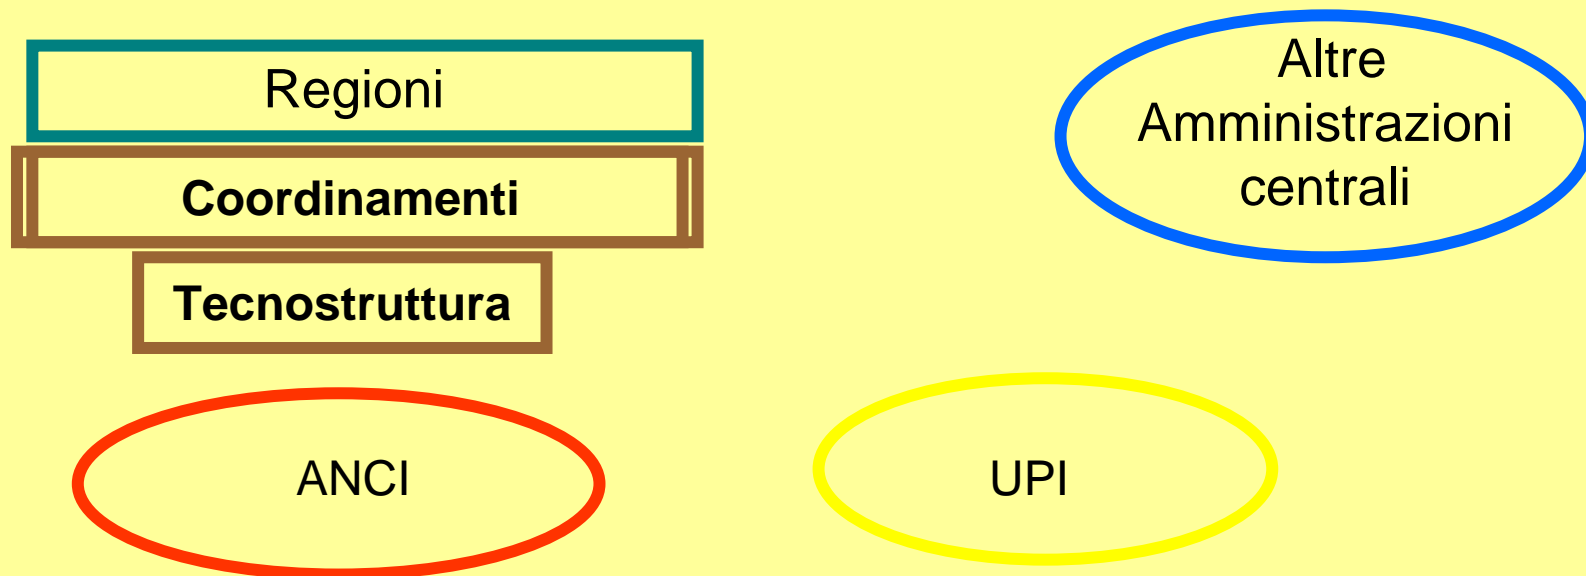 Regioni
Coordinamenti
Tecnostruttura
Altre
Amministrazioni
centrali
ANCI
UPI